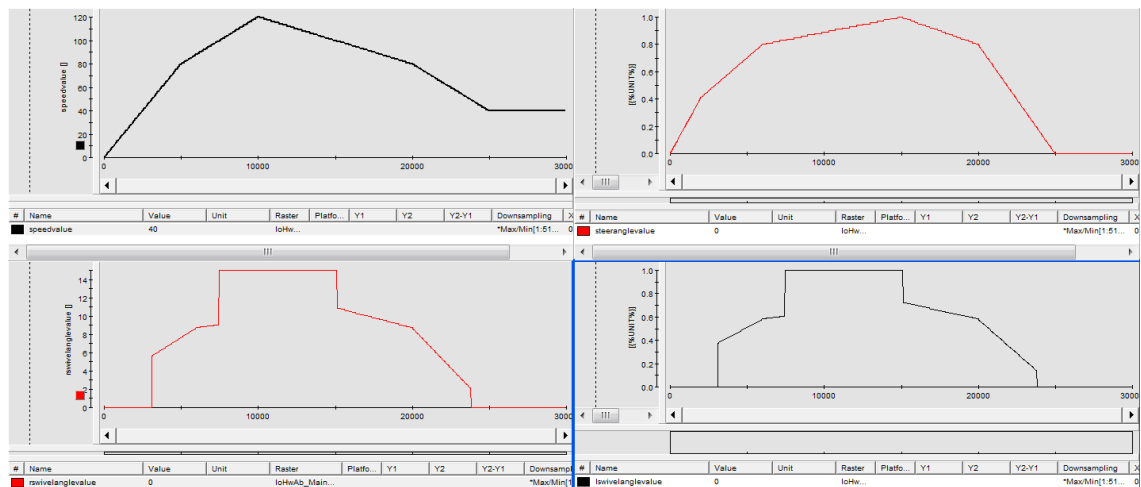 120
100
80
60
40
20
0
speedvalue []
0 10000 20000 3000
# Name Value Unit Raster Platfo... Y1 Y2 Y2-Y1 Downsampling X
speedvalue 40 IoHw... *Max/Min[1:51... 0
1.0
0.8
0.6
0.4
0.2
0.0
[[%UNIT%]]
0 10000 20000 3000
# Name Value Unit Raster Platfo... Y1 Y2 Y2-Y1 Downsampling X
steeranglevalue 0 IoHw... *Max/Min[1:51... 0
14
12
10
8
6
4
2
0
rswivelanglevalue []
0 10000 20000 3000
# Name Value Unit Raster Platfo... Y1 Y2 Y2-Y1 Downsampl
rswivelanglevalue 0 IoHwAb_Main... *Max/Min[1
1.0
0.8
0.6
0.4
0.2
0.0
[[%UNIT%]]
0 10000 20000 3000
# Name Value Unit Raster Platfo... Y1 Y2 Y2-Y1 Downsampling X
lswivelanglevalue 0 IoHw... *Max/Min[1:51... 0